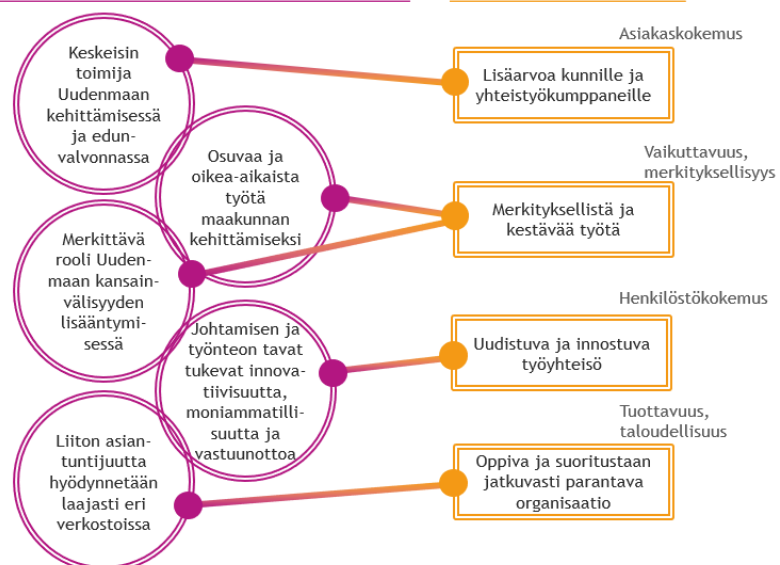 Keskeisin
toimija
Uudenmaan
kehittämisessä
ja edun-
valvonnassa
Osuvaa ja
oikea-aikaista
työtä
maakunnan
kehittämiseksi
Merkittävä
rooli Uuden-
maan kansain-
välisyyden
lisääntymi-
sessä
Johtamisen ja
työnteon tavat
tukevat innova-
tiivisuutta,
moniammatilli-
suutta ja
vastuunottoa
Liiton asian-
tuntijuutta
hyödynnetään
laajasti eri
verkostoissa
Asiakaskokemus
Lisäarvoa kunnille ja
yhteistyökumppaneille
Vaikuttavuus,
merkityksellisyys
Merkityksellistä ja
kestävää työtä
Henkilöstökokemus
Uudistuva ja innostuva
työyhteisö
Tuottavuus,
taloudellisuus
Oppiva ja suoritustaan
jatkuvasti parantava
organisaatio